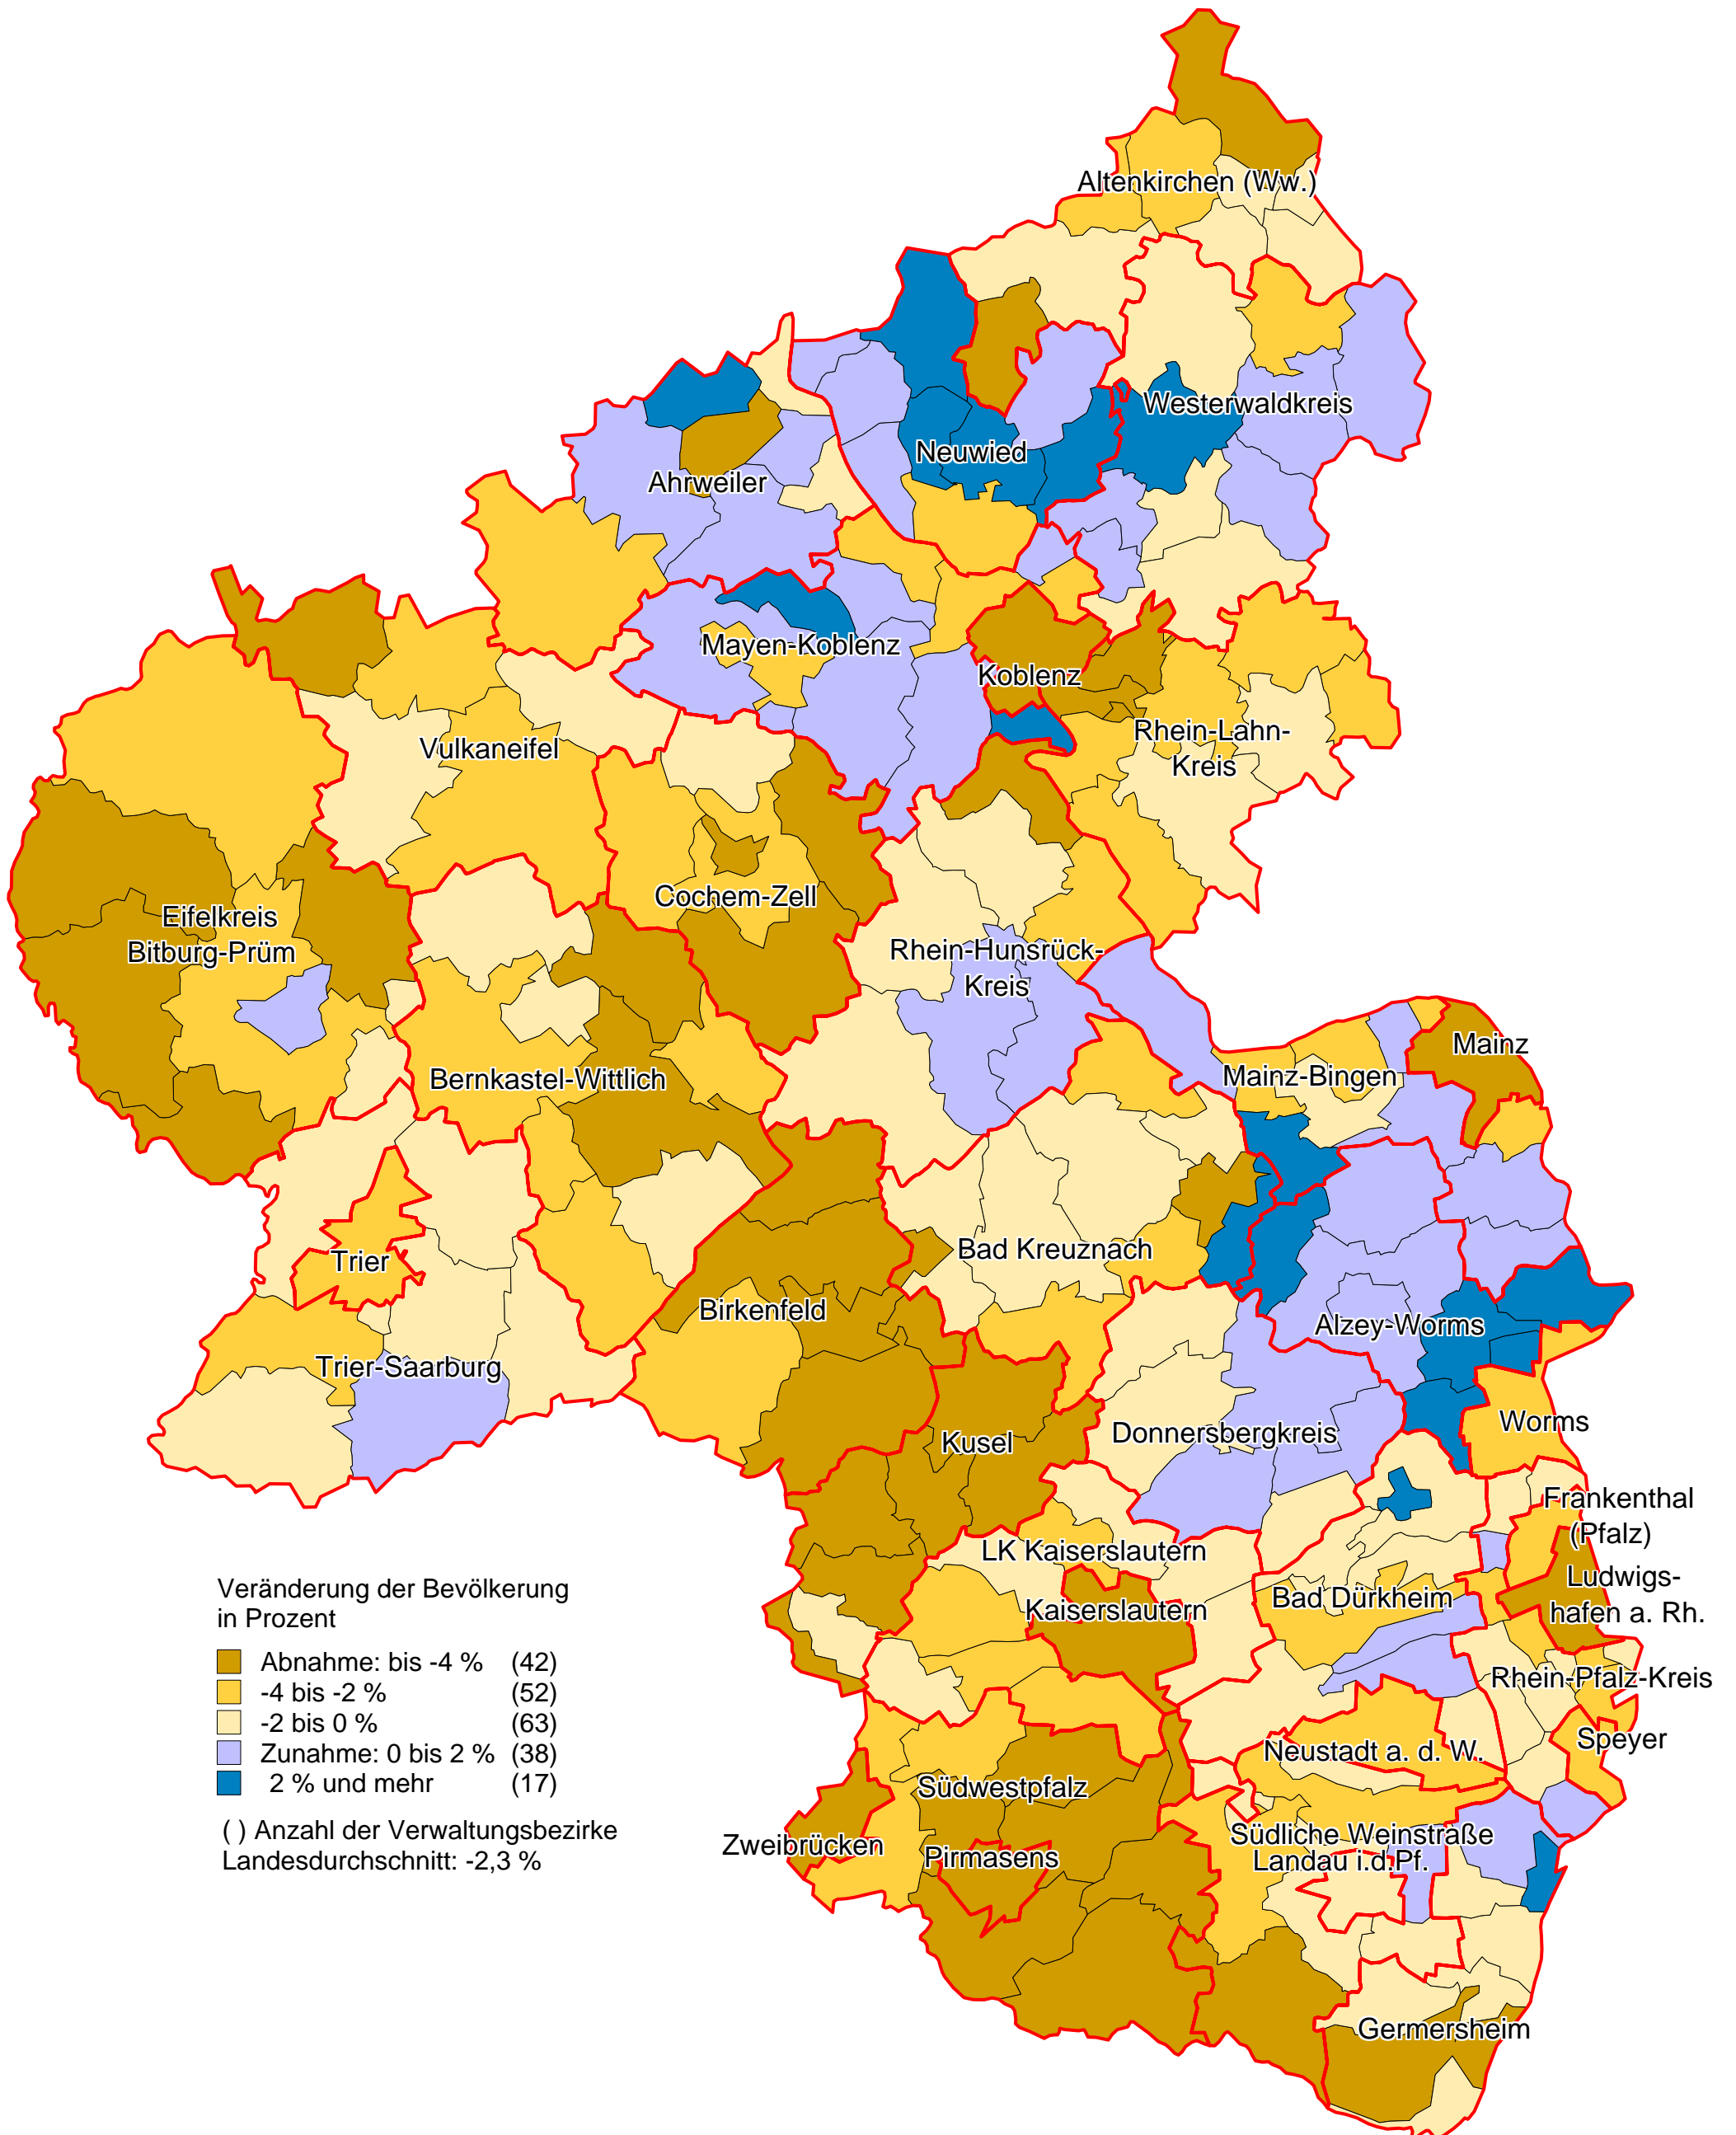 Altenkirchen (Ww.)
Westerwaldkreis
Neuwied
Ahrweiler
Mayen-Koblenz
Koblenz
Rhein-Lahn-
Kreis
Vulkaneifel
Cochem-Zell
Eifelkreis
Bitburg-Prüm
Rhein-Hunsrück-
Kreis
Mainz
Mainz-Bingen
Bernkastel-Wittlich
Bad Kreuznach
Trier
Birkenfeld
Alzey-Worms
Trier-Saarburg
Worms
Donnersbergkreis
Kusel
Frankenthal
(Pfalz)
LK Kaiserslautern
Ludwigs-
hafen a. Rh.
Bad Dürkheim
Kaiserslautern
Rhein-Pfalz-Kreis
Speyer
Neustadt a. d. W.
Südwestpfalz
Südliche Weinstraße
Landau i.d.Pf.
Zweibrücken
Pirmasens
Germersheim
Veränderung der Bevölkerung
in Prozent
Abnahme: bis -4 % (42)
-4 bis -2 % (52)
-2 bis 0 % (63)
Zunahme: 0 bis 2 % (38)
2 % und mehr (17)
( ) Anzahl der Verwaltungsbezirke
Landesdurchschnitt: -2,3 %